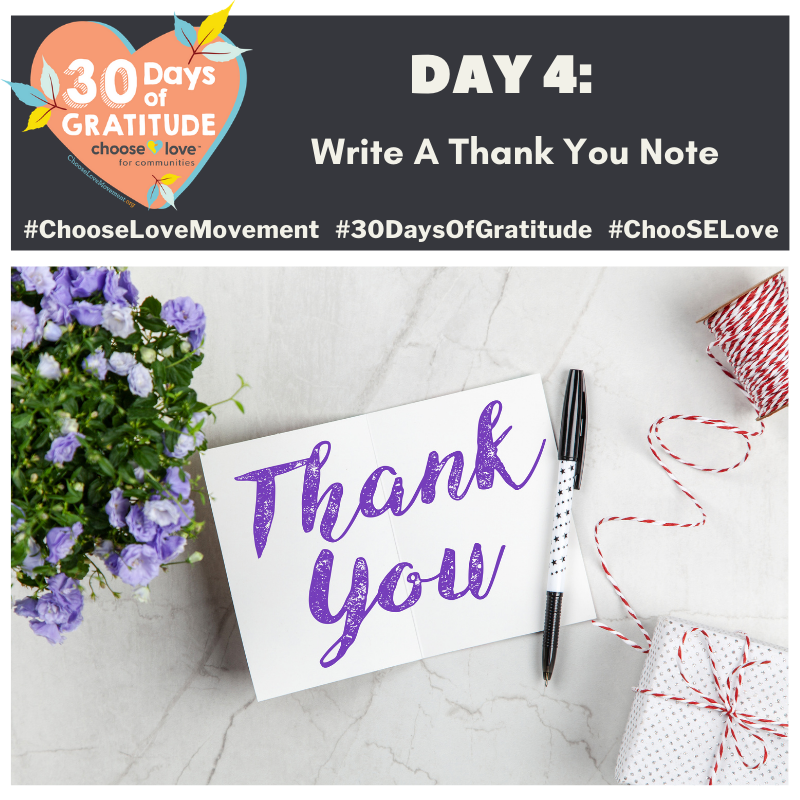 30 Days
of
GRATITUDE
choose love™
for communities
ChooseLoveMovement.org
DAY 4:
Write A Thank You Note
#ChooseLoveMovement #30DaysOfGratitude #ChooSELove
Thank
You